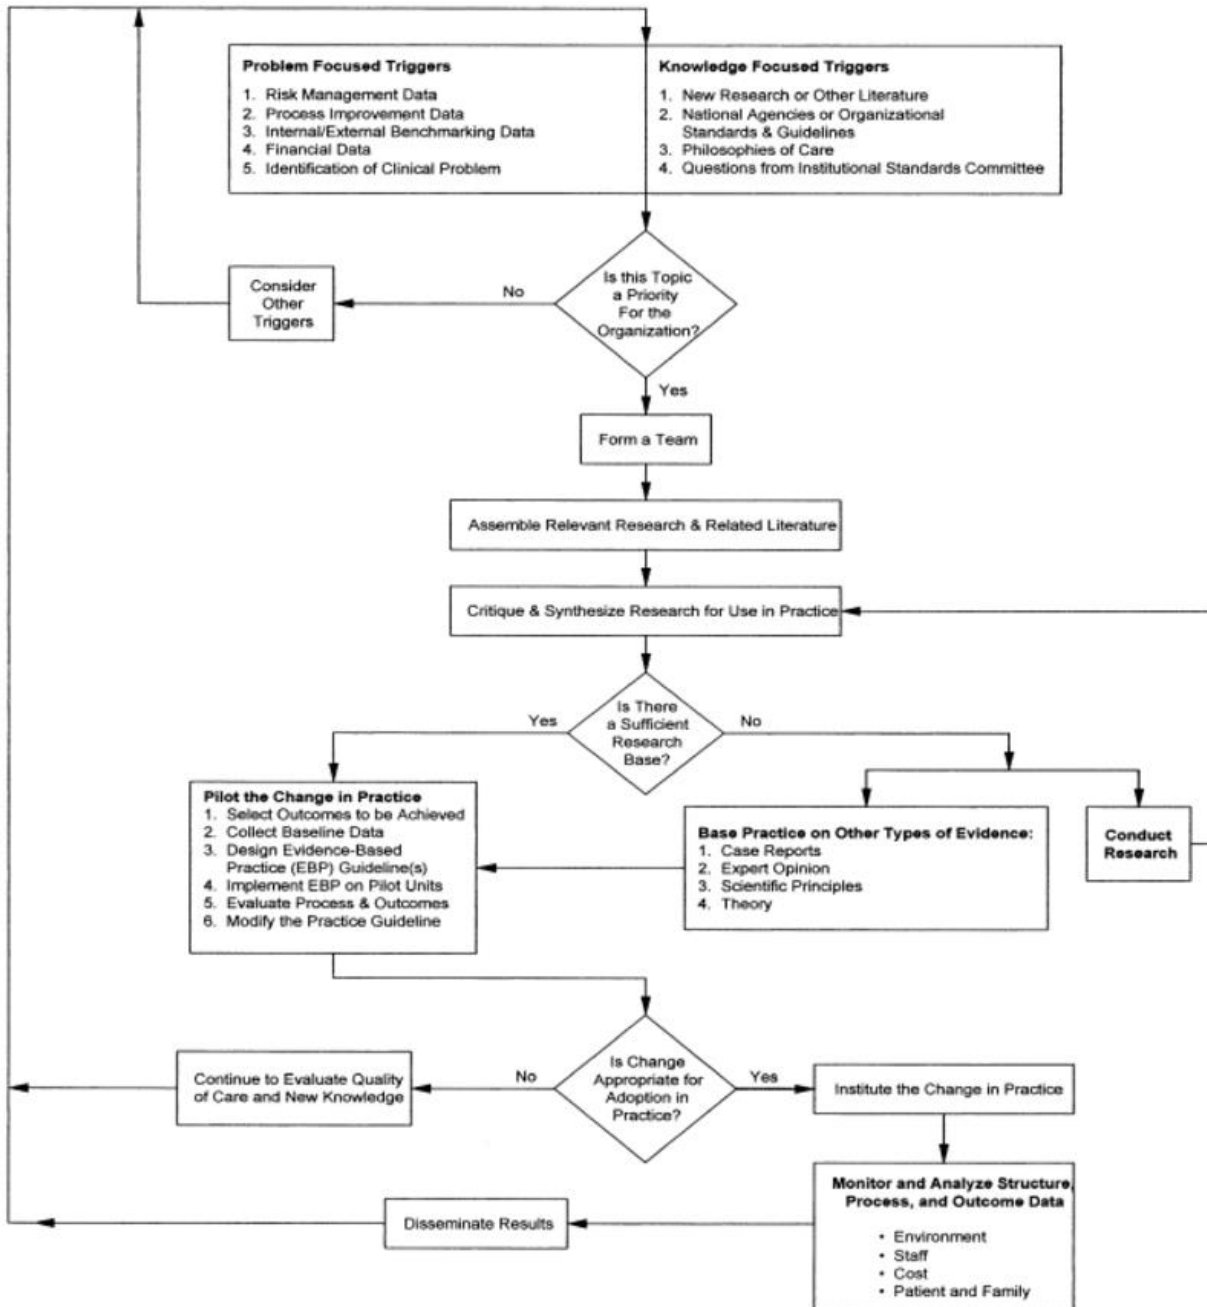 Problem Focused Triggers
1. Risk Management Data
2. Process Improvement Data
3. Internal/External Benchmarking Data
4. Financial Data
5. Identification of Clinical Problem
Knowledge Focused Triggers
1. New Research or Other Literature
2. National Agencies or Organizational
Standards & Guidelines
3. Philosophies of Care
4. Questions from Institutional Standards Committee
Consider
Other
Triggers
No
Is this Topic
a Priority
For the
Organization?
Yes
Form a Team
Assemble Relevant Research & Related Literature
Critique & Synthesize Research for Use in Practice
Yes
Is There
a Sufficient
Research
Base?
No
Pilot the Change in Practice
1. Select Outcomes to be Achieved
2. Collect Baseline Data
3. Design Evidence-Based
Practice (EBP) Guideline(s)
4. Implement EBP on Pilot Units
5. Evaluate Process & Outcomes
6. Modify the Practice Guideline
Base Practice on Other Types of Evidence:
1. Case Reports
2. Expert Opinion
3. Scientific Principles
4. Theory
Conduct
Research
Continue to Evaluate Quality
of Care and New Knowledge
No
Is Change
Appropriate for
Adoption in
Practice?
Yes
Institute the Change in Practice
Disseminate Results
Monitor and Analyze Structure,
Process, and Outcome Data
• Environment
• Staff
• Cost
• Patient and Family